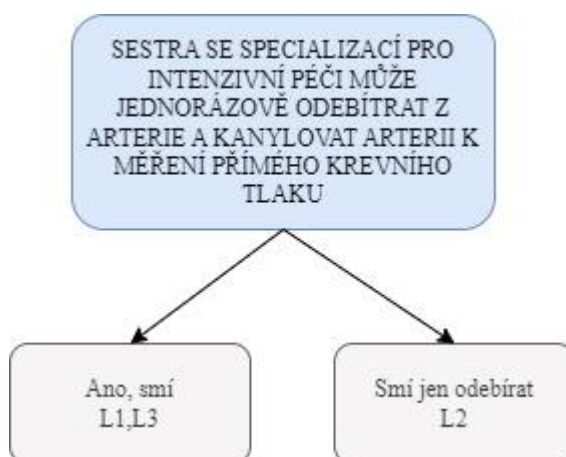 SESTRA SE SPECIALIZACÍ PRO
INTENZIVNÍ PÉČI MŮŽE
JEDNORÁZOVĚ ODEBÍTRAT Z
ARTERIE A KANYLOVAT ARTERII K
MĚŘENÍ PŘÍMÉHO KREVNÍHO
TLAKU
Ano, smí
L1,L3
Smí jen odebírat
L2